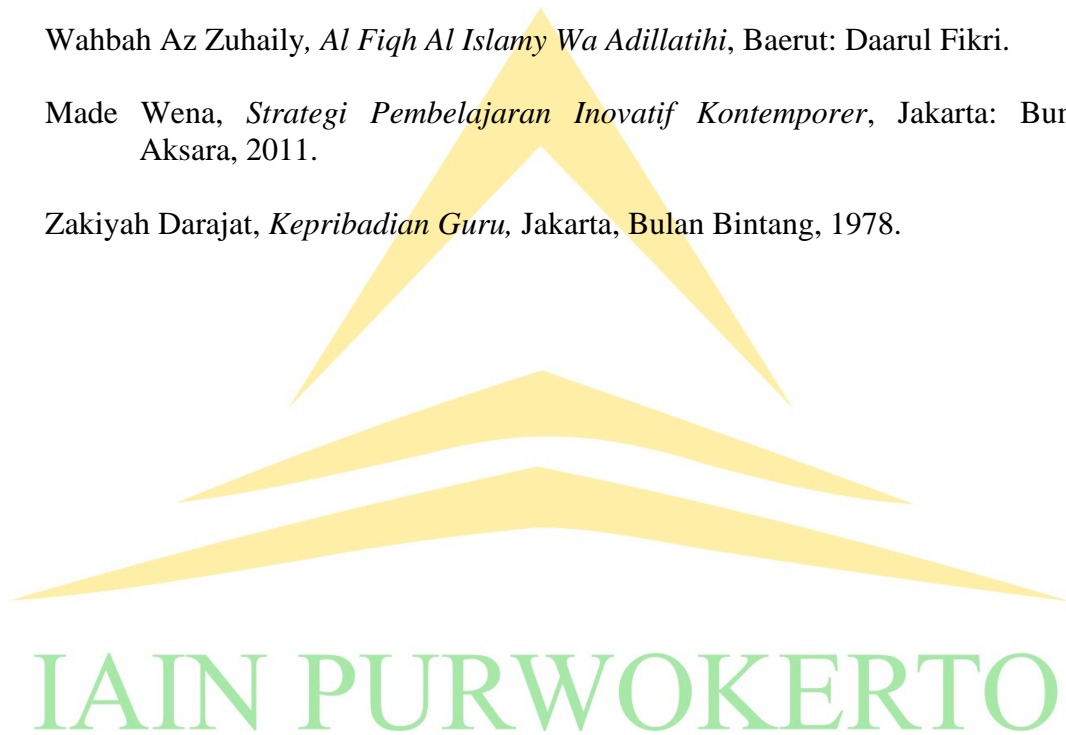 Wahbah Az Zuhaily, Al Fiqh Al Islamy Wa Adillatihi, Baerut: Daarul Fikri.
Made Wena, Strategi Pembelajaran Inovatif Kontemporer, Jakarta:
Aksara, 2011.
Zakiyah Darajat, Kepribadian Guru, Jakarta, Bulan Bintang, 1978.
IAIN PURWOKERTO